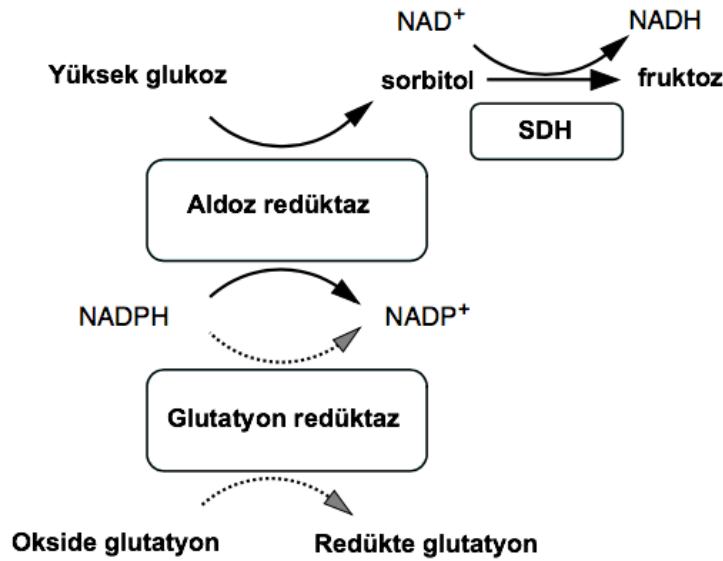 NAD⁺ NADH
Yüksek glukoz sorbitol fruktoz
SDH
Aldoz redüktaz
NADPH NADP⁺
Glutatyon redüktaz
Okside glutatyon Redükte glutatyon